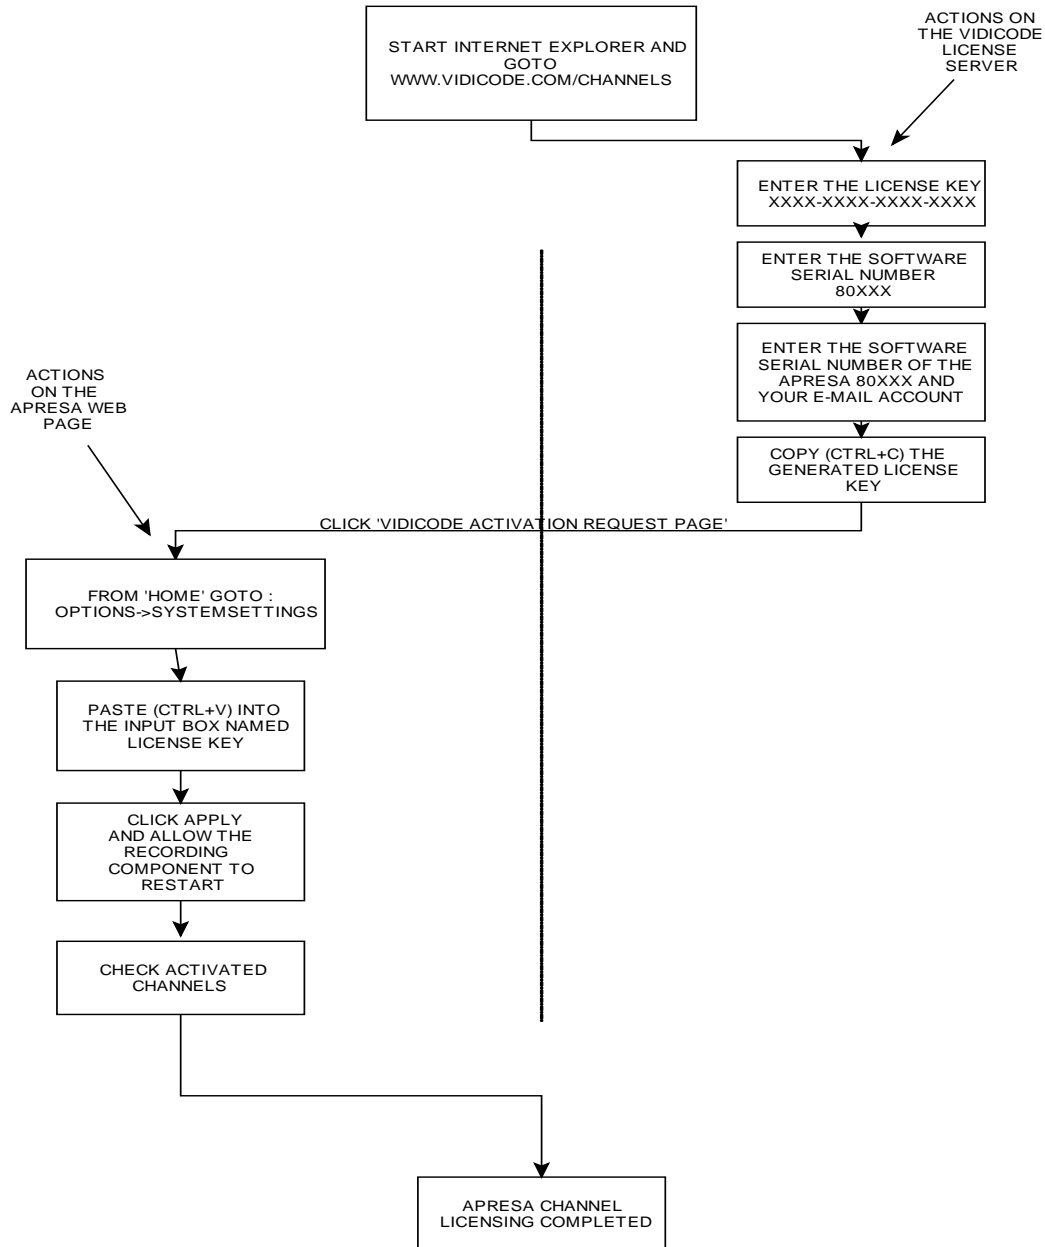 START INTERNET EXPLORER AND
GOTO
WWW.VIDICODE.COM/CHANNELS
ACTIONS ON
THE VIDICODE
LICENSE
SERVER
ENTER THE LICENSE KEY
XXXX-XXXX-XXXX-XXXX
ENTER THE SOFTWARE
SERIAL NUMBER
80XXX
ENTER THE SOFTWARE
SERIAL NUMBER OF THE
APRESA 80XXX AND
YOUR E-MAIL ACCOUNT
COPY (CTRL+C) THE
GENERATED LICENSE
KEY
CLICK 'VIDICODE ACTIVATION REQUEST PAGE'
ACTIONS
ON THE
APRESA WEB
PAGE
FROM 'HOME' GOTO :
OPTIONS->SYSTEMSETTINGS
PASTE (CTRL+V) INTO
THE INPUT BOX NAMED
LICENSE KEY
CLICK APPLY
AND ALLOW THE
RECORDING
COMPONENT TO
RESTART
CHECK ACTIVATED
CHANNELS
APRESA CHANNEL
LICENSING COMPLETED